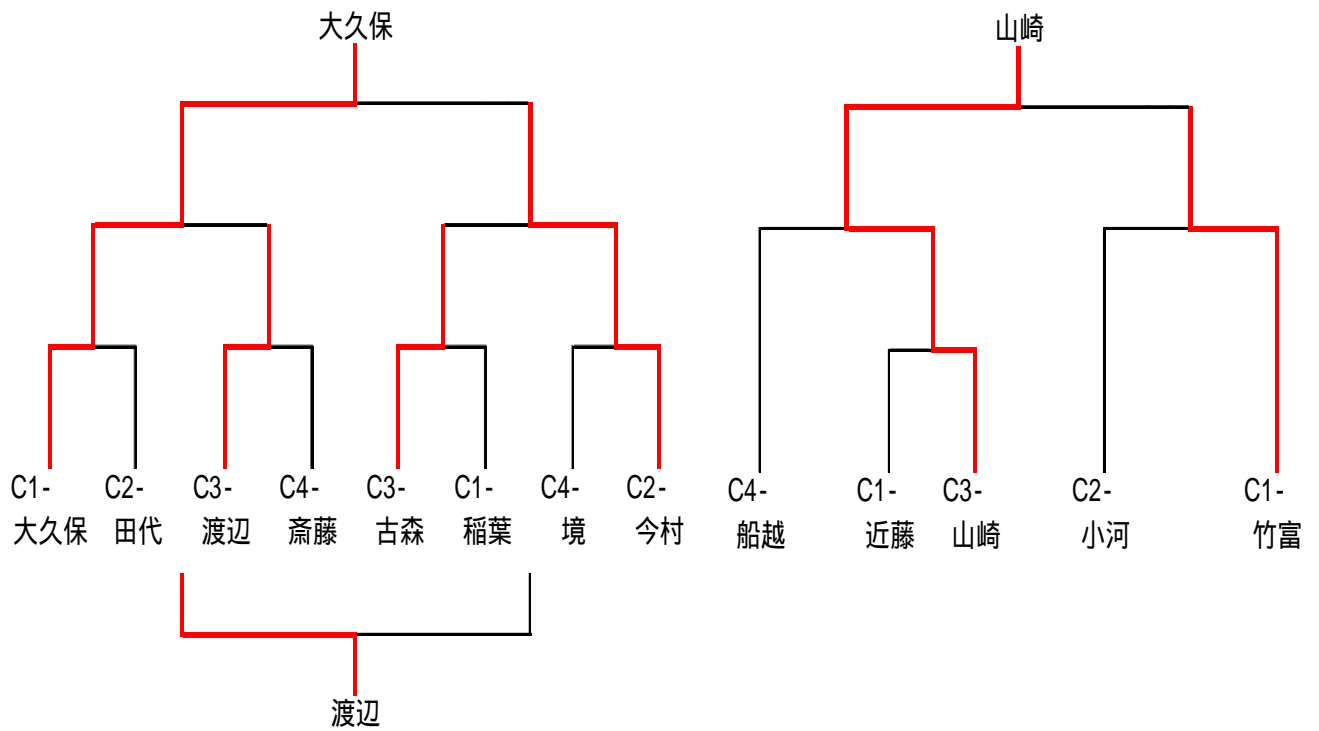 大久保
山崎
C1- C2- C3- C4- C3- C1- C4- C2-
大久保 田代 渡辺 斎藤 古森 稲葉 境 今村
C4- C1- C3- C2- C1-
船越 近藤 山崎 小河 竹富
渡辺